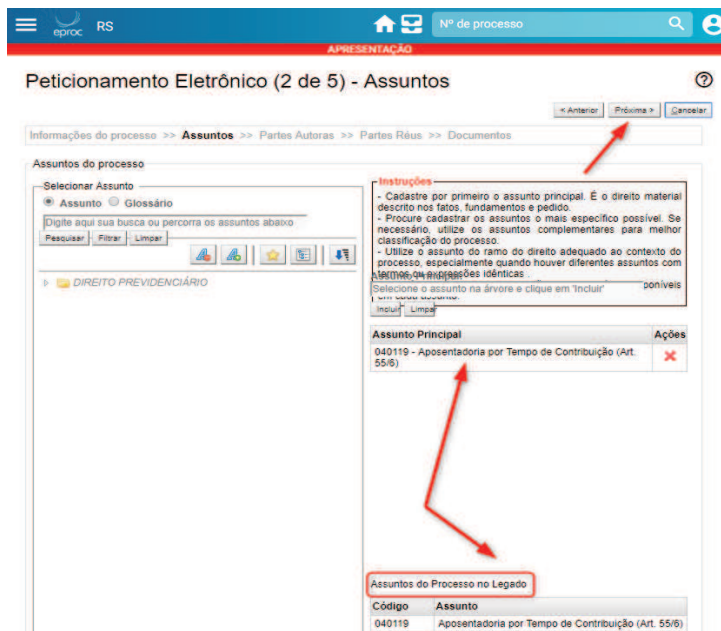 eproc RS
Nº de processo
APRESENTAÇÃO
Peticionamento Eletrônico (2 de 5) - Assuntos
< Anterior Próxima > Cancelar
Informações do processo >> Assuntos >> Partes Autoras >> Partes Réus >> Documentos
Assuntos do processo
Selecionar Assunto
Assunto Glossário
Digite aqui sua busca ou percorra os assuntos abaixo
Pesquisar Filtrar Limpar
DIREITO PREVIDENCIÁRIO
Instruções
- Cadastre por primeiro o assunto principal. É o direito material
descrito nos fatos, fundamentos e pedido.
- Procure cadastrar os assuntos o mais específico possível. Se
necessário, utilize os assuntos complementares para melhor
classificação do processo.
- Utilize o assunto do ramo do direito adequado ao contexto do
processo, especialmente quando houver diferentes assuntos com
termos ou expressões idênticas .
Assunto Principal:
Selecione o assunto na árvore e clique em 'Incluir'
poníveis
em cada assunto.
Incluir Limpar
Assunto Principal Ações
040119 - Aposentadoria por Tempo de Contribuição (Art.
55/6)
Assuntos do Processo no Legado
Código Assunto
040119 Aposentadoria por Tempo de Contribuição (Art. 55/6)